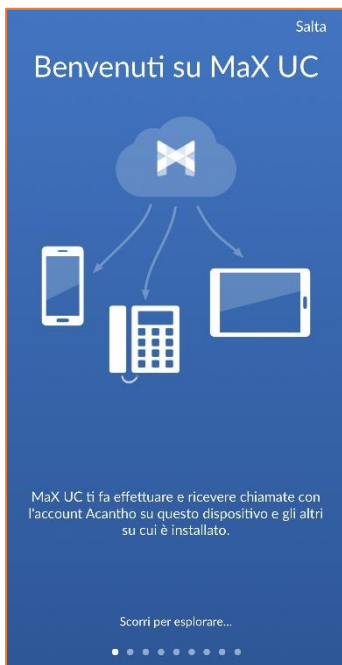 Salta
Benvenuti su MaX UC
MaX UC ti fa effettuare e ricevere chiamate con
l'account Acantho su questo dispositivo e gli altri
su cui è installato.
Scorri per esplorare...